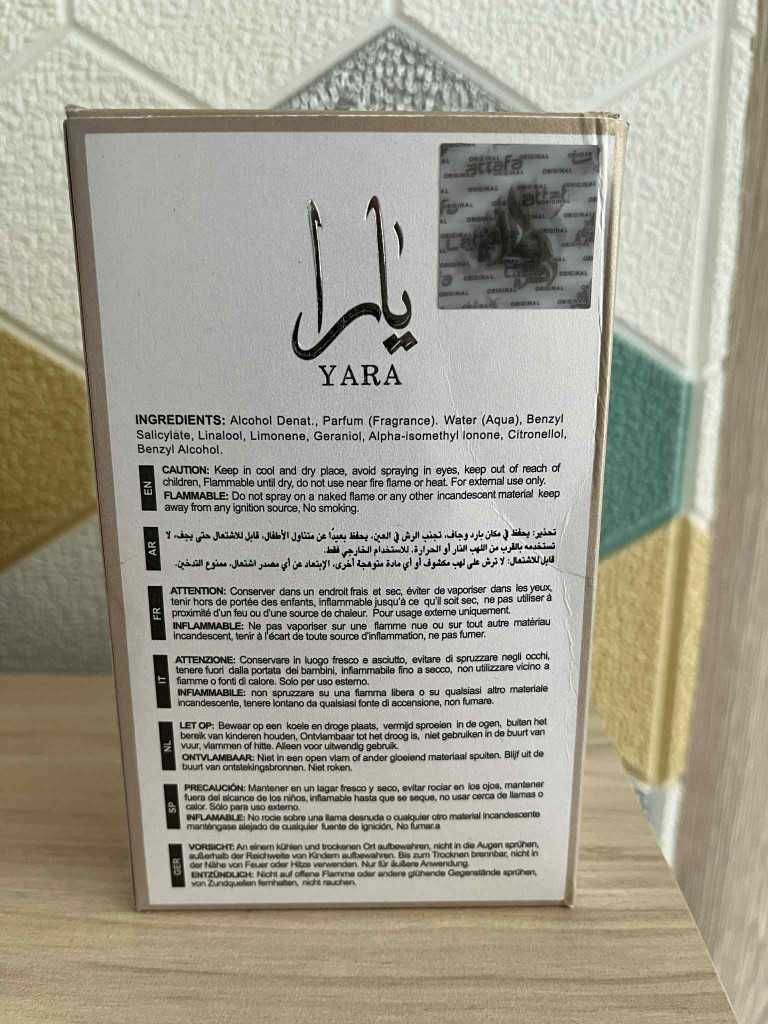 attafa
ORIGINAL
يارا
YARA
INGREDIENTS: Alcohol Denat., Parfum (Fragrance). Water (Aqua), Benzyl
Salicylate, Linalool, Limonene, Geraniol, Alpha-isomethyl Ionone, Citronellol,
Benzyl Alcohol.
EN
CAUTION: Keep in cool and dry place, avoid spraying in eyes, keep out of reach of
children, Flammable until dry, do not use near fire flame or heat. For external use only.
FLAMMABLE: Do not spray on a naked flame or any other incandescent material keep
away from any ignition source, No smoking.
AR
تحذير: يحفظ في مكان بارد وجاف، تجنب الرش في العين، يحفظ بعيدًا عن متناول الأطفال، قابل للاشتعال حتى يجف، لا
تستخدمه بالقرب من اللهب النار أو الحرارة. للاستخدام الخارجي فقط.
قابل للاشتعال: لا ترش على لهب مكشوف أو أي مادة متوهجة أخرى، الإبتعاد عن أي مصدر اشتعال، ممنوع التدخين.
FR
ATTENTION: Conserver dans un endroit frais et sec, éviter de vaporiser dans les yeux,
tenir hors de portée des enfants, inflammable jusqu'à ce qu'il soit sec, ne pas utiliser à
proximité d'un feu ou d'une source de chaleur. Pour usage externe uniquement.
INFLAMMABLE: Ne pas vaporiser sur une flamme nue ou sur tout autre matériau
incandescent, tenir à l'écart de toute source d'inflammation, ne pas fumer.
IT
ATTENZIONE: Conservare in luogo fresco e asciutto, evitare di spruzzare negli occhi,
tenere fuori dalla portata dei bambini, infiammabile fino a secco, non utilizzare vicino a
fiamme o fonti di calore. Solo per uso esterno.
INFIAMMABILE: non spruzzare su una fiamma libera o su qualsiasi altro materiale
incandescente, tenere lontano da qualsiasi fonte di accensione, non fumare.
NL
LET OP: Bewaar op een koele en droge plaats, vermijd sproeien in de ogen, buiten het
bereik van kinderen houden, Ontvlambaar tot het droog is, niet gebruiken in de buurt van
vuur, vlammen of hitte. Alleen voor uitwendig gebruik.
ONTVLAMBAAR: Niet in een open vlam of ander gloeiend materiaal spuiten. Blijf uit de
buurt van ontstekingsbronnen. Niet roken.
SP
PRECAUCIÓN: Mantener en un lagar fresco y seco, evitar rociar en los ojos, mantener
fuera del alcance de los niños, inflamable hasta que se seque, no usar cerca de llamas o
calor. Sólo para uso externo.
INFLAMABLE: No rocie sobre una llama desnuda o cualquier otro material incandescente
manténgase alejado de cualquier fuente de ignición, No fumar.a
GER
VORSICHT: An einem kühlen und trockenen Ort aufbewahren, nicht in die Augen sprühen,
außerhalb der Reichweite von Kindern aufbewahren. Bis zum Trocknen brennbar, nicht in
der Nähe von Feuer oder Hitze verwenden. Nur für äußere Anwendung.
ENTZÜNDLICH: Nicht auf offene Flamme oder andere glühende Gegenstände sprühen,
von Zündquellen fernhalten, nicht rauchen.